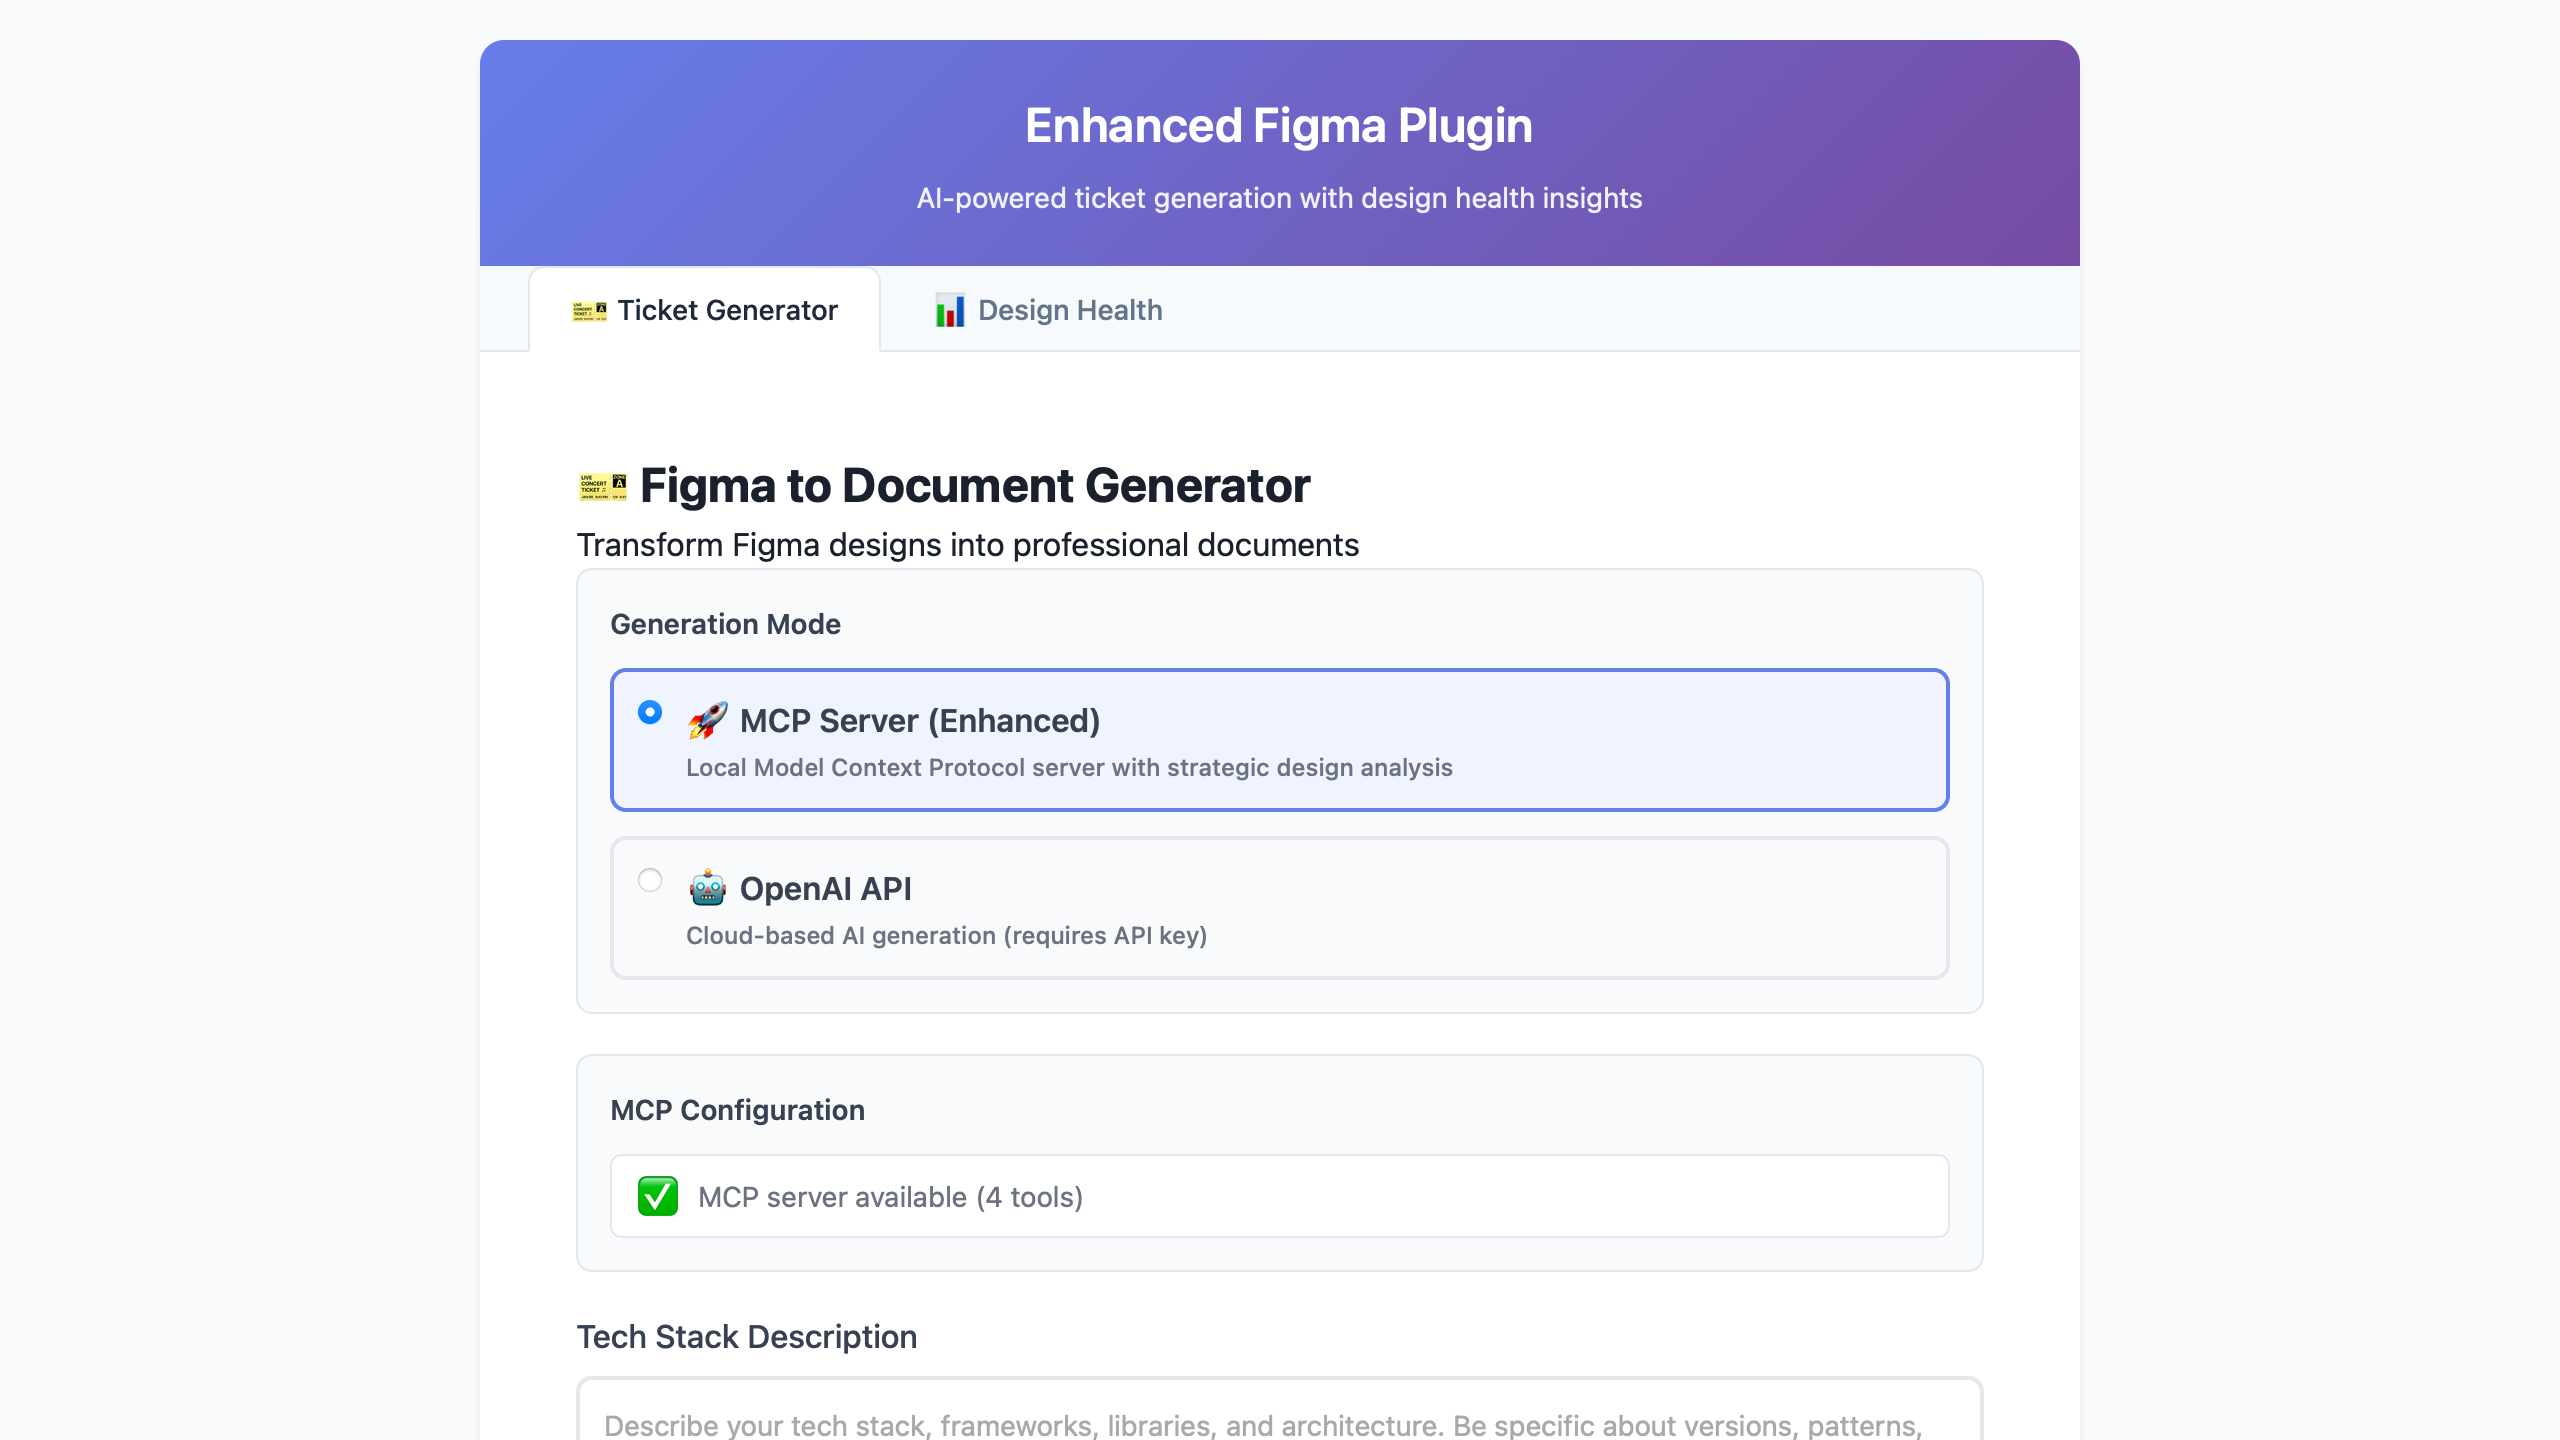 Enhanced Figma Plugin
AI-powered ticket generation with design health insights
Ticket Generator
Design Health
Figma to Document Generator
Transform Figma designs into professional documents
Generation Mode
MCP Server (Enhanced)
Local Model Context Protocol server with strategic design analysis
OpenAI API
Cloud-based AI generation (requires API key)
MCP Configuration
MCP server available (4 tools)
Tech Stack Description
Describe your tech stack, frameworks, libraries, and architecture. Be specific about versions, patterns,